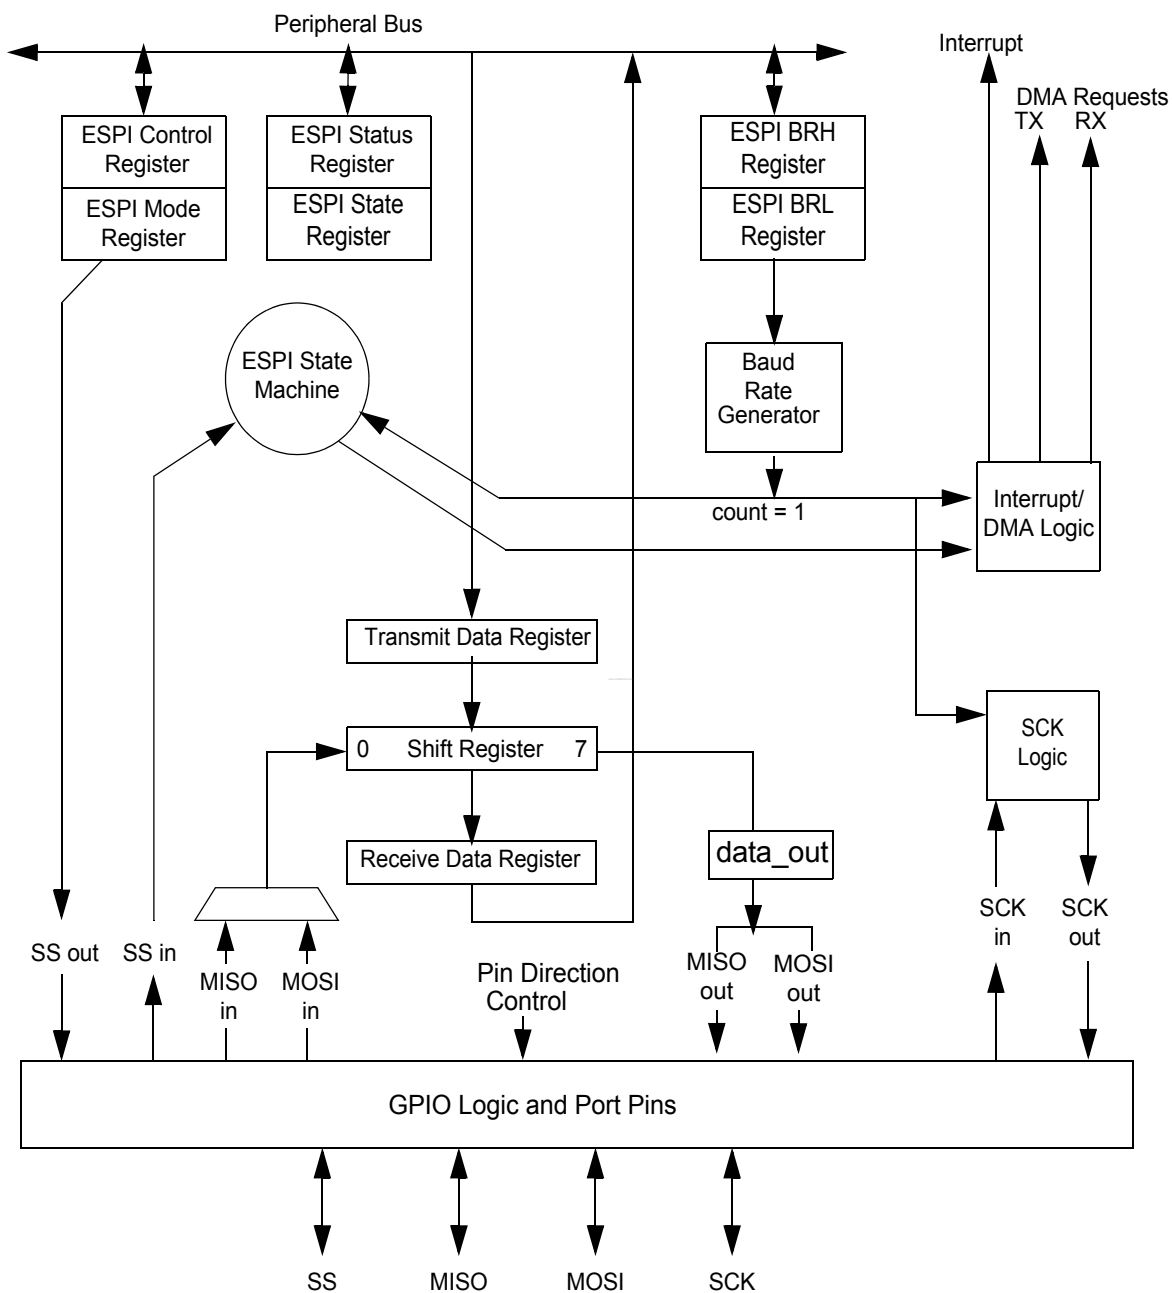 Peripheral Bus
Interrupt
DMA Requests
TX RX
ESPI Control
Register
ESPI Mode
Register
ESPI Status
Register
ESPI State
Register
ESPI BRH
Register
ESPI BRL
Register
ESPI State
Machine
Baud
Rate
Generator
count = 1
Interrupt/
DMA Logic
Transmit Data Register
0 Shift Register 7
SCK
Logic
Receive Data Register
data_out
SS out
SS in
MISO
in
MOSI
in
Pin Direction
Control
MISO
out
MOSI
out
SCK
in
SCK
out
GPIO Logic and Port Pins
SS
MISO
MOSI
SCK